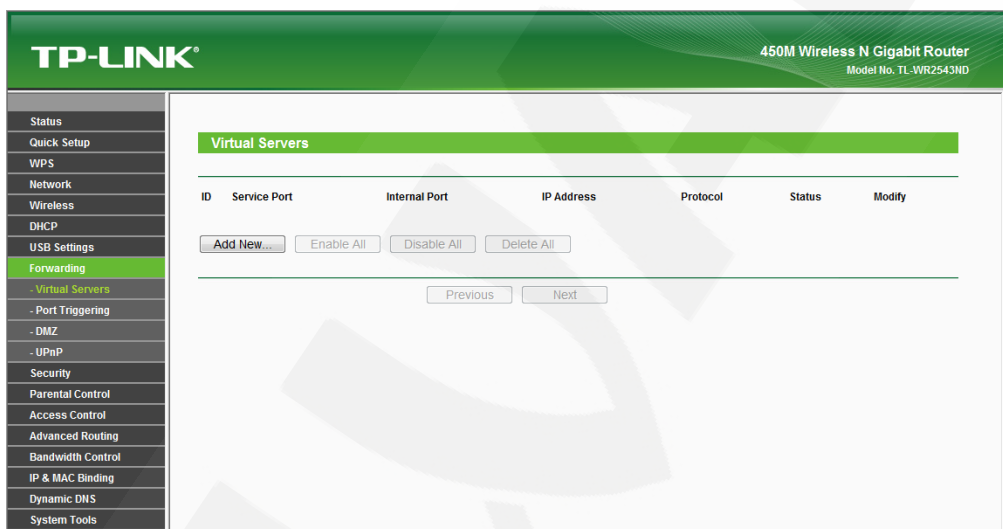 TP-LINK®
450M Wireless N Gigabit Router
Model No. TL-WR2543ND
Status
Quick Setup
WPS
Network
Wireless
DHCP
USB Settings
Forwarding
- Virtual Servers
- Port Triggering
- DMZ
- UPnP
Security
Parental Control
Access Control
Advanced Routing
Bandwidth Control
IP & MAC Binding
Dynamic DNS
System Tools
Virtual Servers
ID Service Port Internal Port IP Address Protocol Status Modify
Add New... Enable All Disable All Delete All
Previous Next